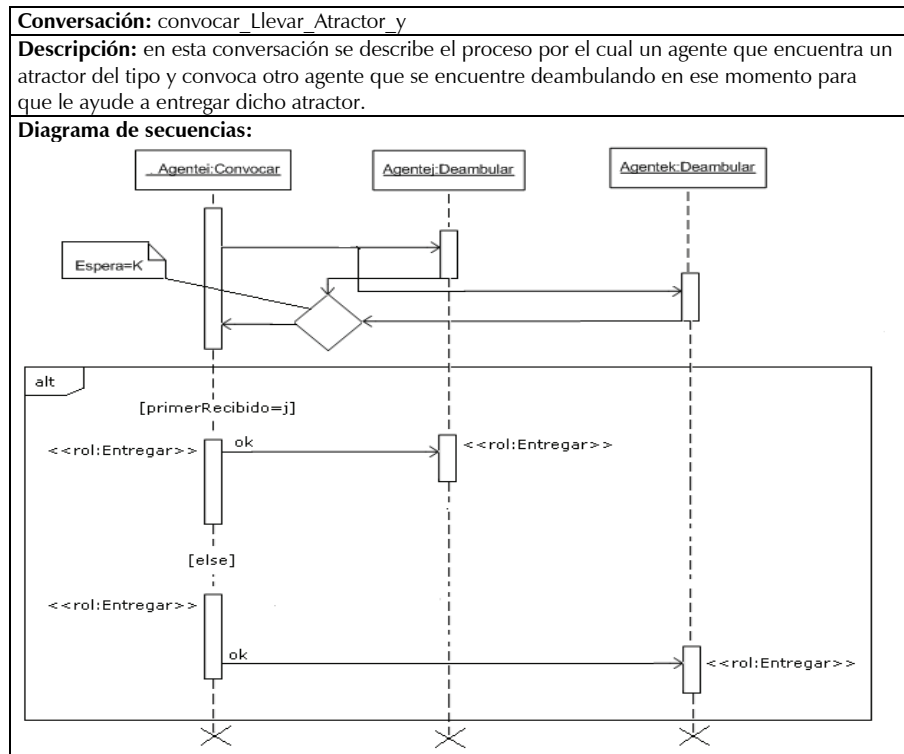 Conversación: convocar_Llevar_Atractor_y
Descripción: en esta conversación se describe el proceso por el cual un agente que encuentra un
atractor del tipo y convoca otro agente que se encuentre deambulando en ese momento para
que le ayude a entregar dicho atractor.
Diagrama de secuencias:
. Agentei:Convocar
Agentej:Deambular
Agentek:Deambular
Espera=K
alt
[primerRecibido=j]
<<rol:Entregar>>
ok
<<rol:Entregar>>
[else]
<<rol:Entregar>>
ok
<<rol:Entregar>>